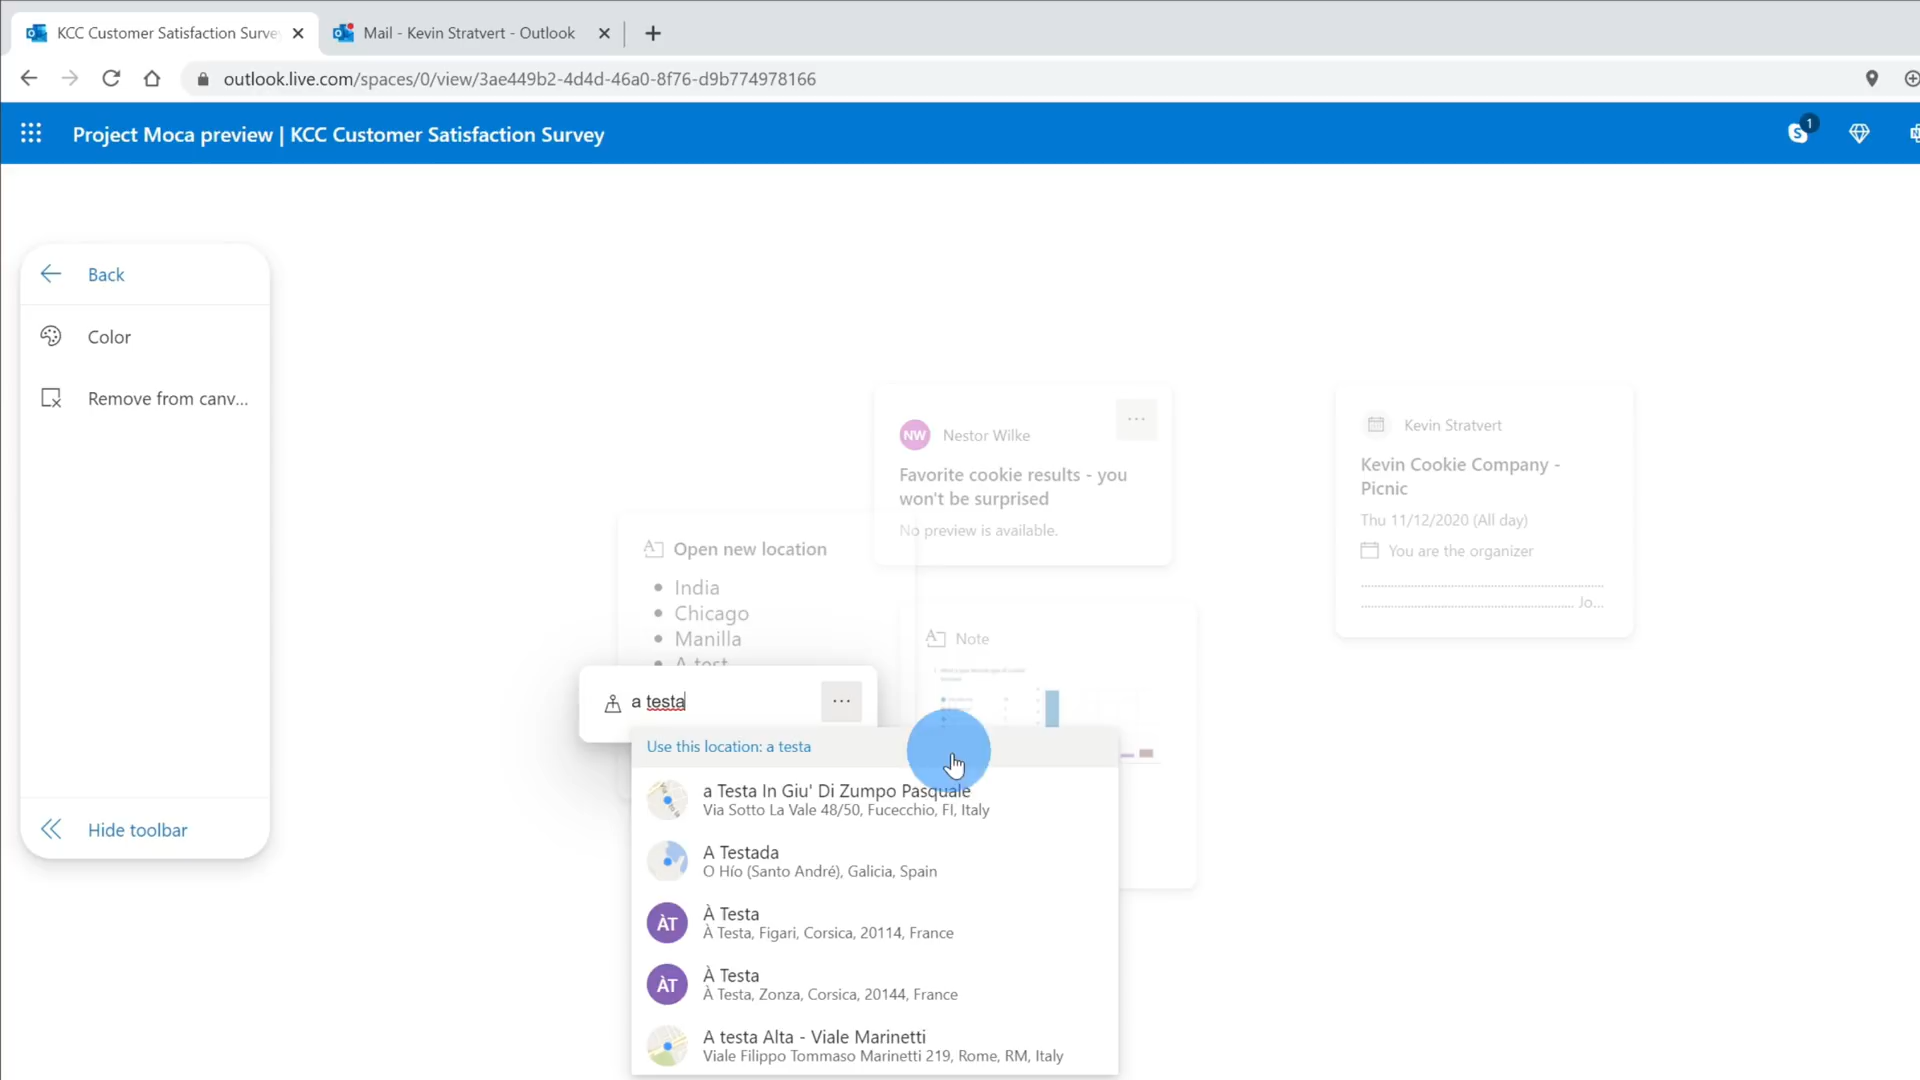 KCC Customer Satisfaction Surve
Mail - Kevin Stratvert - Outlook
outlook.live.com/spaces/0/view/3ae449b2-4d4d-46a0-8f76-d9b774978166
Project Moca preview | KCC Customer Satisfaction Survey
S
1
Back
Color
Remove from canv...
Hide toolbar
NW
Nestor Wilke
Favorite cookie results - you
won't be surprised
No preview is available.
Kevin Stratvert
Kevin Cookie Company -
Picnic
Thu 11/12/2020 (All day)
You are the organizer
Jo...
Open new location
• India
• Chicago
• Manilla
• A test
Note
a testa
Use this location: a testa
a Testa In Giu' Di Zumpo Pasquale
Via Sotto La Vale 48/50, Fucecchio, FI, Italy
A Testada
O Hío (Santo André), Galicia, Spain
ÀT
À Testa
À Testa, Figari, Corsica, 20114, France
ÀT
À Testa
À Testa, Zonza, Corsica, 20144, France
A testa Alta - Viale Marinetti
Viale Filippo Tommaso Marinetti 219, Rome, RM, Italy